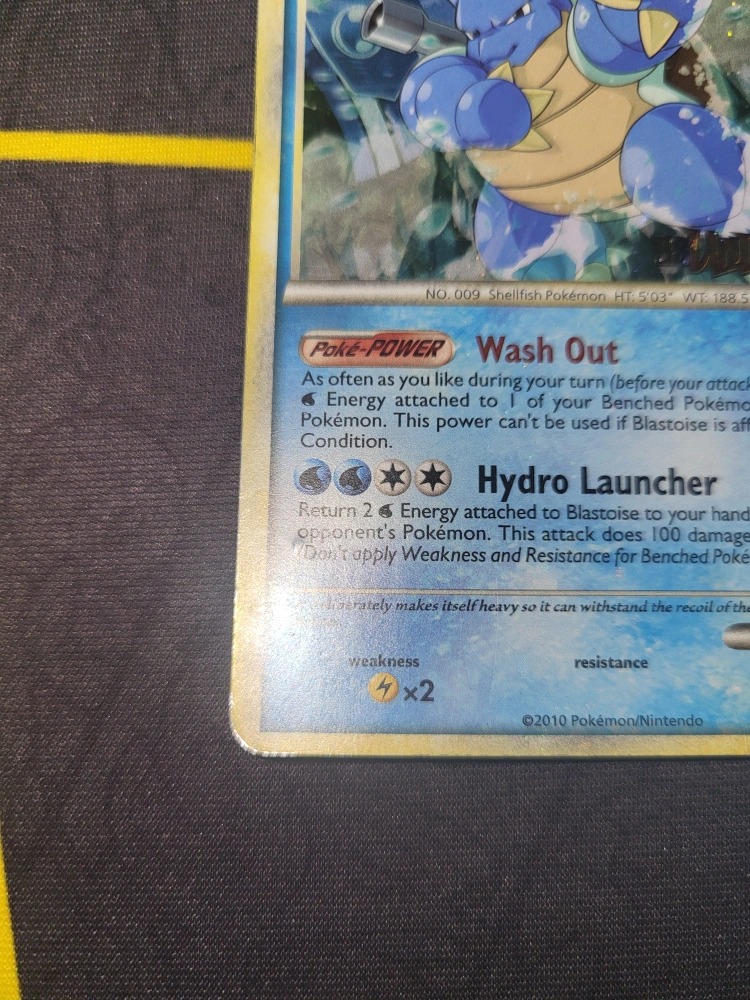 NO. 009 Shellfish Pokémon HT: 5'03" WT: 188.5
Poké-POWER Wash Out
As often as you like during your turn (before your attack
Energy attached to 1 of your Benched Pokémo
Pokémon. This power can't be used if Blastoise is aff
Condition.
Hydro Launcher
Return 2 Energy attached to Blastoise to your hand
opponent's Pokémon. This attack does 100 damage
(Don't apply Weakness and Resistance for Benched Poké
makes itself heavy so it can withstand the recoil of the
weakness resistance
×2
©2010 Pokémon/Nintendo